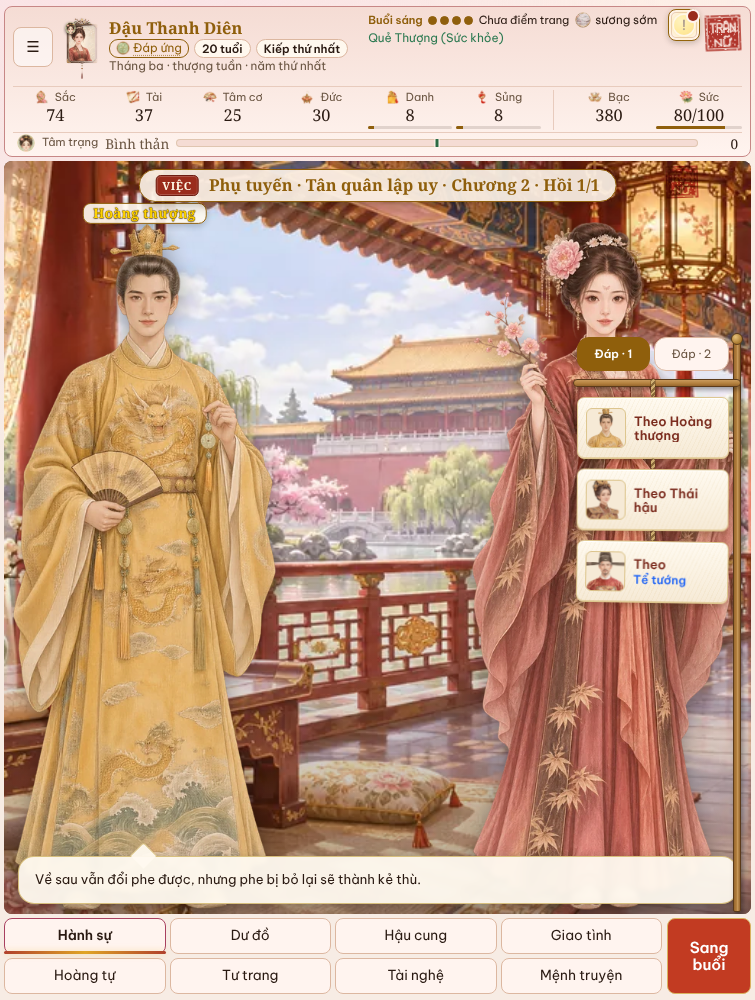 ☰
Đậu Thanh Diên
Đáp ứng
20 tuổi
Kiếp thứ nhất
Tháng ba · thượng tuần · năm thứ nhất
Buổi sáng
Chưa điểm trang
sương sớm
Quẻ Thượng (Sức khỏe)
!
TRÂN NỮ
Sắc
74
Tài
37
Tâm cơ
25
Đức
30
Danh
8
Sủng
8
Bạc
380
Sức
80/100
Tâm trạng
Bình thản
0
VIỆC
Phụ tuyến · Tân quân lập uy · Chương 2 · Hồi 1/1
Hoàng thượng
Đáp · 1
Đáp · 2
Theo Hoàng
thượng
Theo Thái
hậu
Theo
Tể tướng
Về sau vẫn đổi phe được, nhưng phe bị bỏ lại sẽ thành kẻ thù.
Hành sự
Dư đồ
Hậu cung
Giao tình
Hoàng tự
Tư trang
Tài nghệ
Mệnh truyện
Sang
buổi